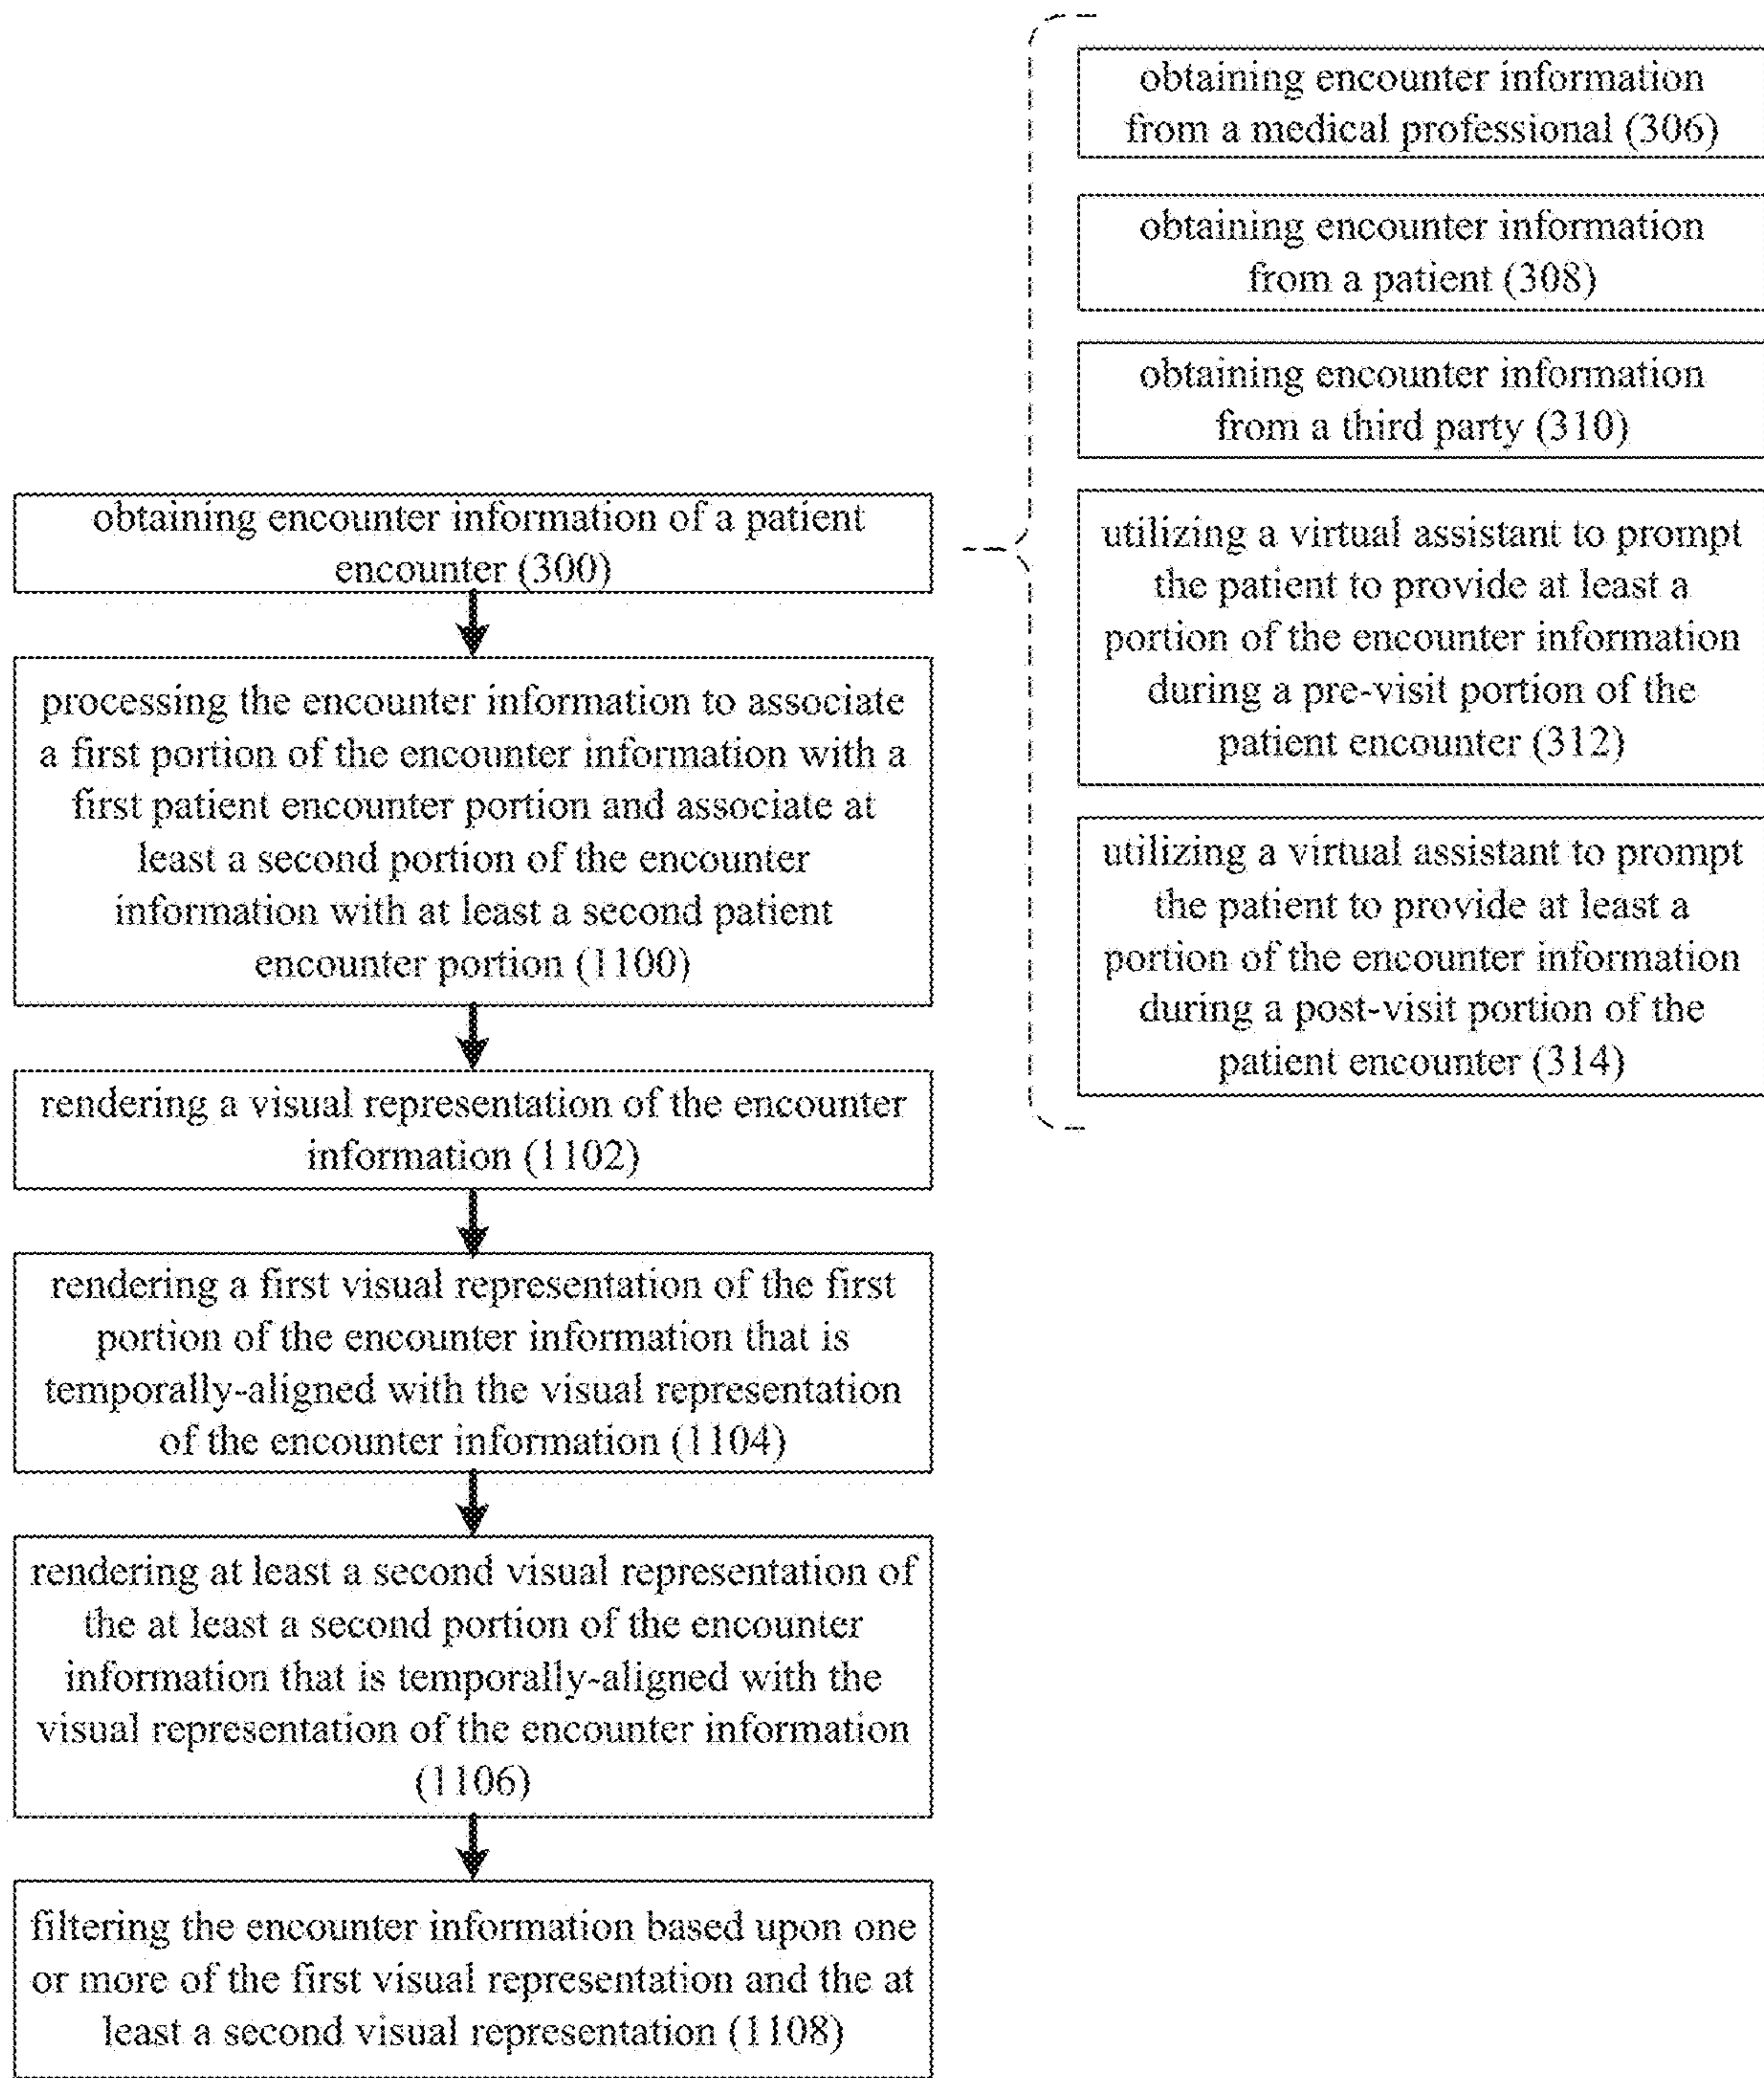 obtaining encounter information of a patient
encounter (300)
processing the encounter information to associate
a first portion of the encounter information with a
first patient encounter portion and associate at
least a second portion of the encounter
information with at least a second patient
encounter portion (1100)
rendering a visual representation of the encounter
information (1102)
rendering a first visual representation of the first
portion of the encounter information that is
temporally-aligned with the visual representation
of the encounter information (1104)
rendering at least a second visual representation of
the at least a second portion of the encounter
information that is temporally-aligned with the
visual representation of the encounter information
(1106)
filtering the encounter information based upon one
or more of the first visual representation and the at
least a second visual representation (1108)
obtaining encounter information
from a medical professional (306)
obtaining encounter information
from a patient (308)
obtaining encounter information
from a third party (310)
utilizing a virtual assistant to prompt
the patient to provide at least a
portion of the encounter information
during a pre-visit portion of the
patient encounter (312)
utilizing a virtual assistant to prompt
the patient to provide at least a
portion of the encounter information
during a post-visit portion of the
patient encounter (314)